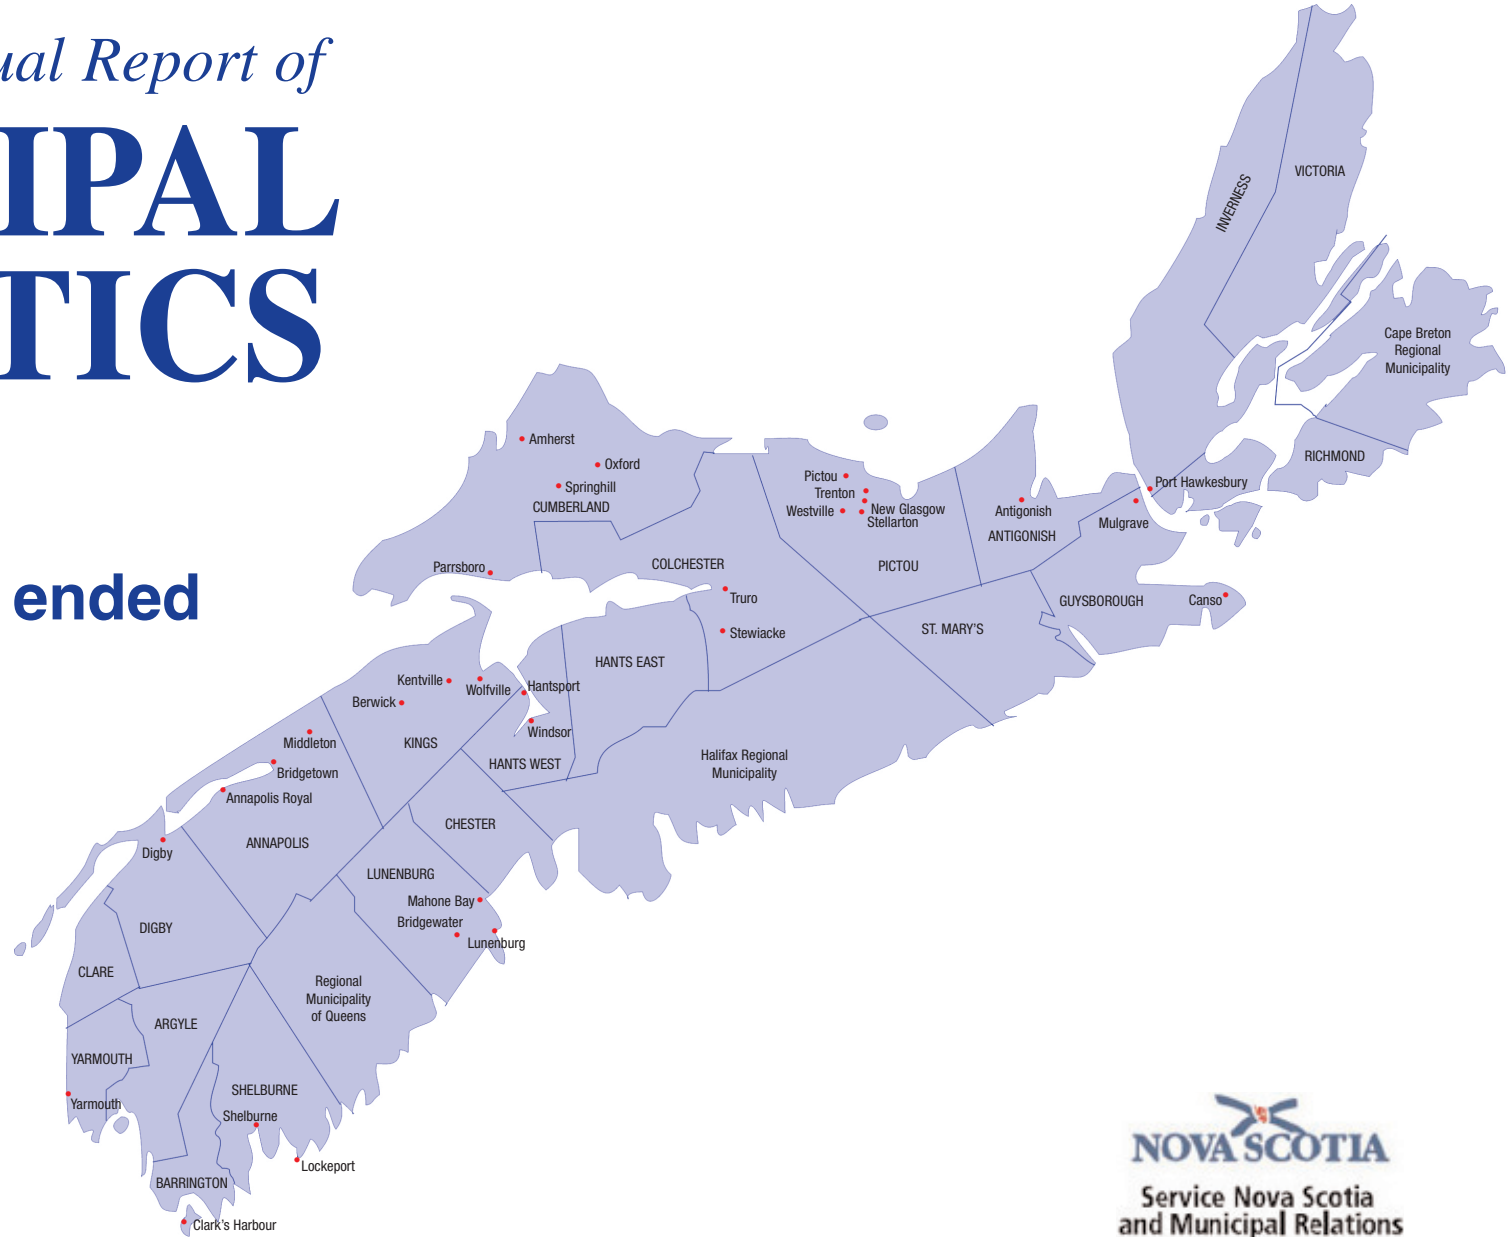 ual Report of
IPAL
TICS
ended
INVERNESS
VICTORIA
Cape Breton
Regional
Municipality
RICHMOND
Port Hawkesbury
Mulgrave
Antigonish
ANTIGONISH
GUYSBOROUGH
Canso
Amherst
Oxford
Springhill
CUMBERLAND
Parrsboro
Pictou
Trenton
Westville
New Glasgow
Stellarton
PICTOU
COLCHESTER
Truro
Stewiacke
ST. MARY'S
HANTS EAST
Kentville
Wolfville
Hantsport
Berwick
Windsor
KINGS
HANTS WEST
Halifax Regional
Municipality
Middleton
Bridgetown
Annapolis Royal
ANNAPOLIS
CHESTER
Digby
LUNENBURG
Mahone Bay
Bridgewater
Lunenburg
DIGBY
CLARE
Regional
Municipality
of Queens
ARGYLE
YARMOUTH
Yarmouth
SHELBURNE
Shelburne
Lockeport
BARRINGTON
Clark's Harbour
NOVA SCOTIA
Service Nova Scotia
and Municipal Relations